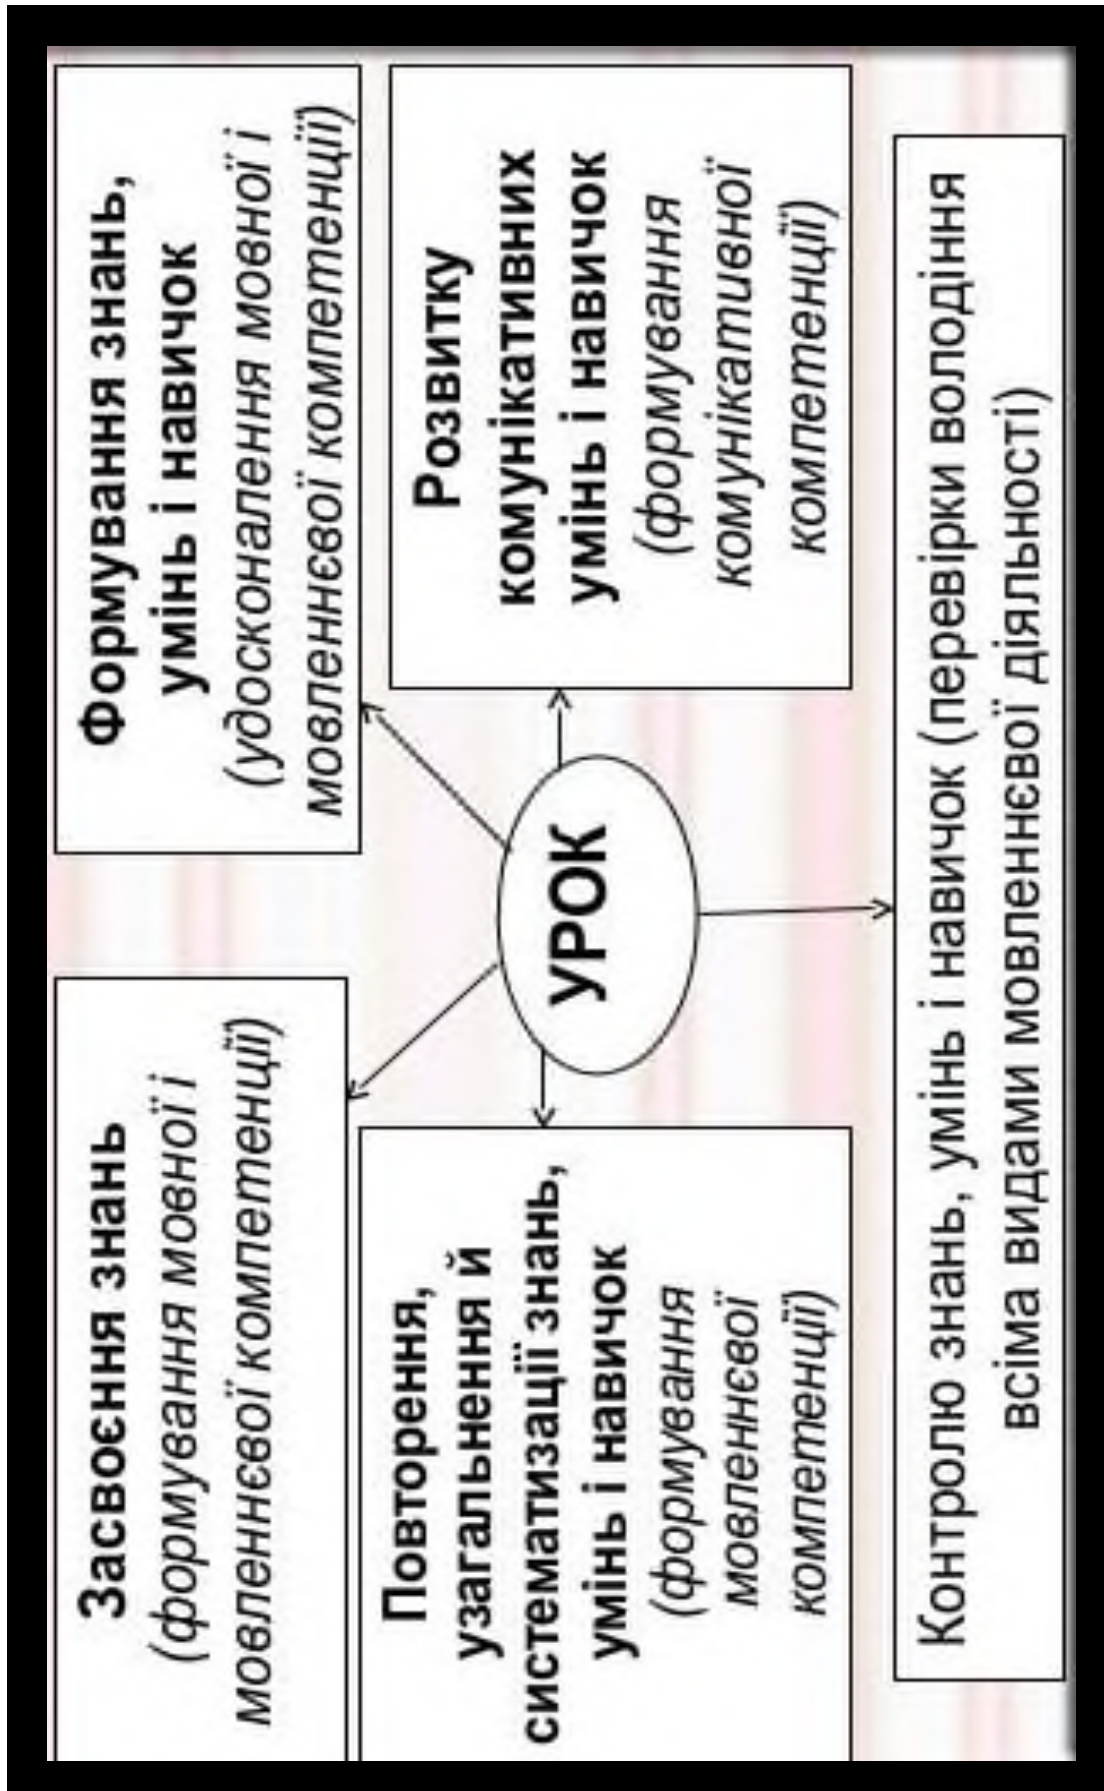 Засвоєння знань
(формування мовної і
мовленнєвої компетенції)
Формування знань,
умінь і навичок
(удосконалення мовної і
мовленнєвої компетенції)
Повторення,
узагальнення й
систематизації знань,
умінь і навичок
(формування
мовленнєвої
компетенції)
УРОК
Розвитку
комунікативних
умінь і навичок
(формування
комунікативної
компетенції)
Контролю знань, умінь і навичок (перевірки володіння
всіма видами мовленнєвої діяльності)